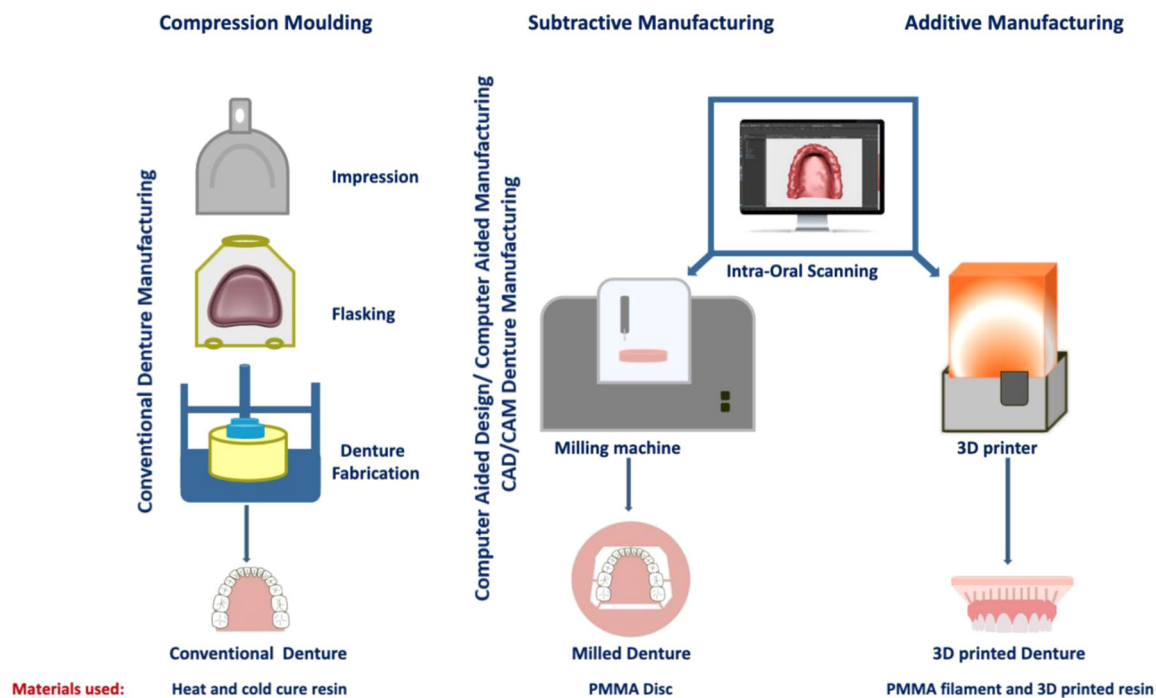 Compression Moulding
Subtractive Manufacturing
Additive Manufacturing
Conventional Denture Manufacturing
Impression
Flasking
Denture
Fabrication
Conventional Denture
Computer Aided Design/ Computer Aided Manufacturing
CAD/CAM Denture Manufacturing
Intra-Oral Scanning
Milling machine
Milled Denture
3D printer
3D printed Denture
Materials used:
Heat and cold cure resin
PMMA Disc
PMMA filament and 3D printed resin